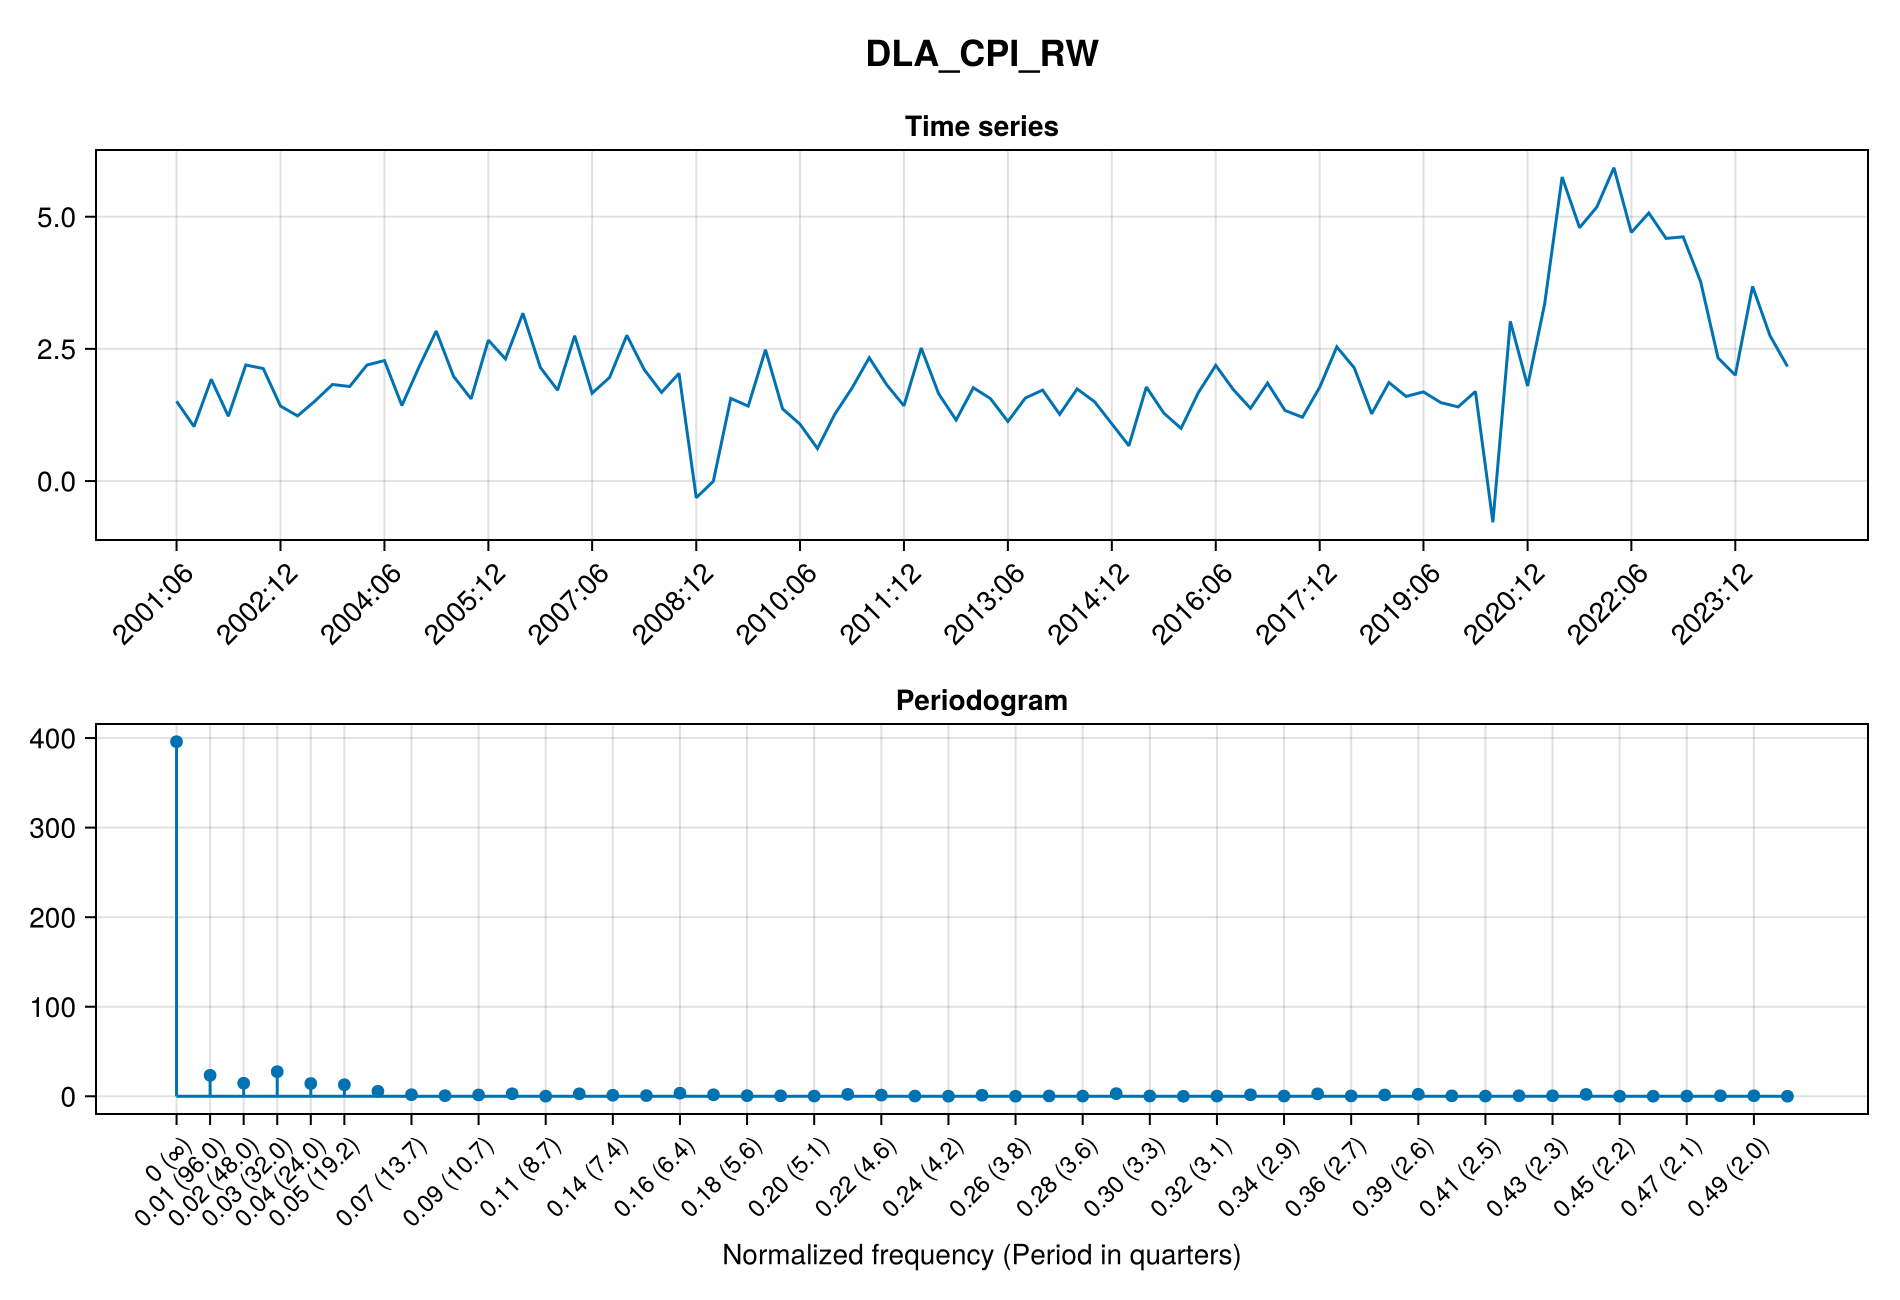 DLA_CPI_RW
Time series
5.0
2.5
0.0
2001:06 2002:12 2004:06 2005:12 2007:06 2008:12 2010:06 2011:12 2013:06 2014:12 2016:06 2017:12 2019:06 2020:12 2022:06 2023:12
Periodogram
400
300
200
100
0
0 (∞) 0.01 (96.0) 0.02 (48.0) 0.03 (32.0) 0.04 (24.0) 0.05 (19.2) 0.07 (13.7) 0.09 (10.7) 0.11 (8.7) 0.14 (7.4) 0.16 (6.4) 0.18 (5.6) 0.20 (5.1) 0.22 (4.6) 0.24 (4.2) 0.26 (3.8) 0.28 (3.6) 0.30 (3.3) 0.32 (3.1) 0.34 (2.9) 0.36 (2.7) 0.39 (2.6) 0.41 (2.5) 0.43 (2.3) 0.45 (2.2) 0.47 (2.1) 0.49 (2.0)
Normalized frequency (Period in quarters)